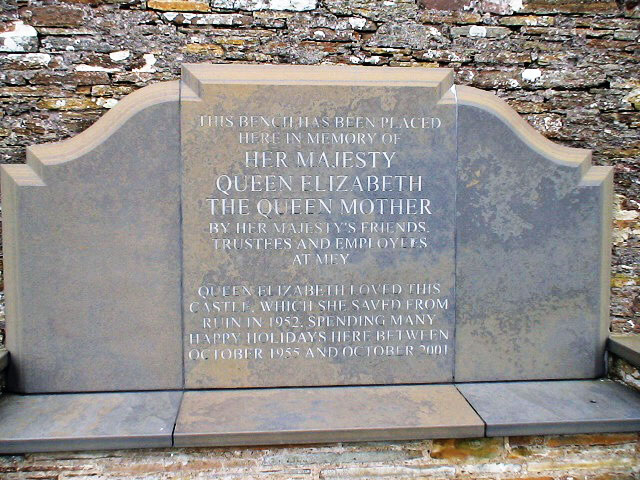 THIS BENCH HAS BEEN PLACED
HERE IN MEMORY OF
HER MAJESTY
QUEEN ELIZABETH
THE QUEEN MOTHER
BY HER MAJESTY'S FRIENDS,
TRUSTEES AND EMPLOYEES
AT MEY
QUEEN ELIZABETH LOVED THIS
CASTLE, WHICH SHE SAVED FROM
RUIN IN 1952, SPENDING MANY
HAPPY HOLIDAYS HERE BETWEEN
OCTOBER 1955 AND OCTOBER 2001.